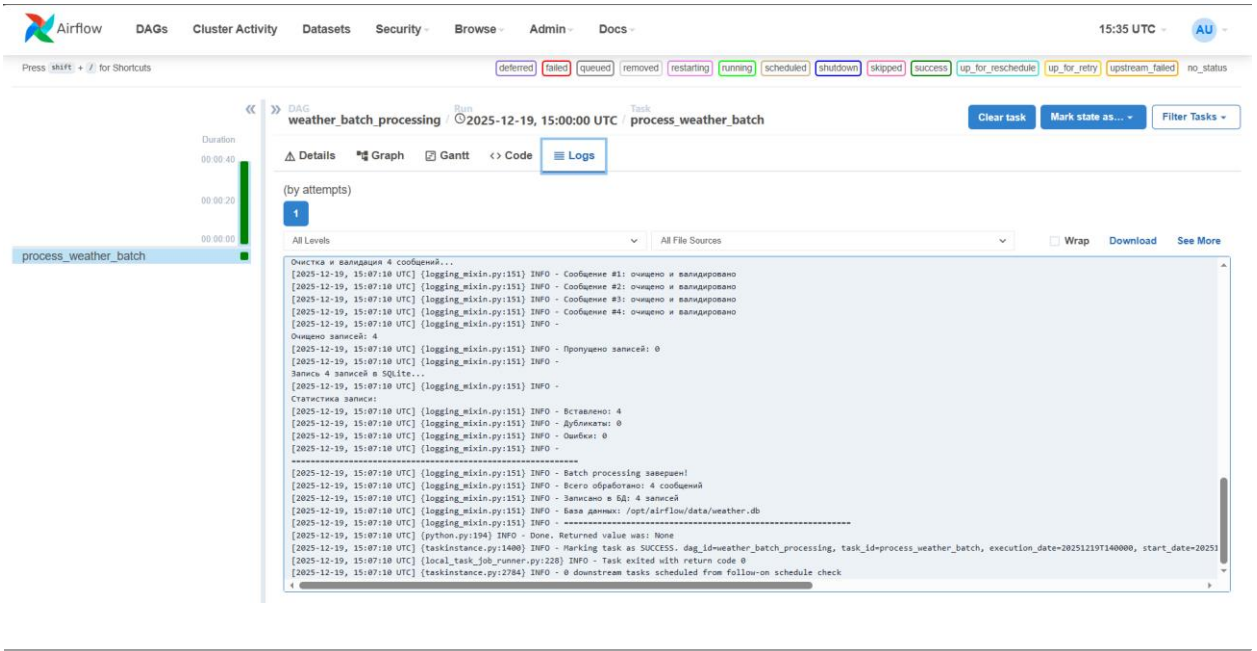 Airflow DAGs Cluster Activity Datasets Security Browse Admin Docs 15:35 UTC AU
Press shift + / for Shortcuts deferred failed queued removed restarting running scheduled shutdown skipped success up_for_reschedule up_for_retry upstream_failed no_status
DAG Run Task
weather_batch_processing / 2025-12-19, 15:00:00 UTC / process_weather_batch Clear task Mark state as... Filter Tasks
Duration
00:00:40
00:00:20
00:00:00
process_weather_batch
Details Graph Gantt Code Logs
(by attempts)
1
All Levels All File Sources Wrap Download See More
Очистка и валидация 4 сообщений...
[2025-12-19, 15:07:10 UTC] {logging_mixin.py:151} INFO - Сообщение #1: очищено и валидировано
[2025-12-19, 15:07:10 UTC] {logging_mixin.py:151} INFO - Сообщение #2: очищено и валидировано
[2025-12-19, 15:07:10 UTC] {logging_mixin.py:151} INFO - Сообщение #3: очищено и валидировано
[2025-12-19, 15:07:10 UTC] {logging_mixin.py:151} INFO - Сообщение #4: очищено и валидировано
[2025-12-19, 15:07:10 UTC] {logging_mixin.py:151} INFO -
Очищено записей: 4
[2025-12-19, 15:07:10 UTC] {logging_mixin.py:151} INFO - Пропущено записей: 0
[2025-12-19, 15:07:10 UTC] {logging_mixin.py:151} INFO -
Запись 4 записей в SQLite...
[2025-12-19, 15:07:10 UTC] {logging_mixin.py:151} INFO -
Статистика записи:
[2025-12-19, 15:07:10 UTC] {logging_mixin.py:151} INFO - Вставлено: 4
[2025-12-19, 15:07:10 UTC] {logging_mixin.py:151} INFO - Дубликаты: 0
[2025-12-19, 15:07:10 UTC] {logging_mixin.py:151} INFO - Ошибки: 0
[2025-12-19, 15:07:10 UTC] {logging_mixin.py:151} INFO -
============================================================
[2025-12-19, 15:07:10 UTC] {logging_mixin.py:151} INFO - Batch processing завершен!
[2025-12-19, 15:07:10 UTC] {logging_mixin.py:151} INFO - Всего обработано: 4 сообщений
[2025-12-19, 15:07:10 UTC] {logging_mixin.py:151} INFO - Записано в БД: 4 записей
[2025-12-19, 15:07:10 UTC] {logging_mixin.py:151} INFO - База данных: /opt/airflow/data/weather.db
[2025-12-19, 15:07:10 UTC] {logging_mixin.py:151} INFO - ============================================================
[2025-12-19, 15:07:10 UTC] {python.py:194} INFO - Done. Returned value was: None
[2025-12-19, 15:07:10 UTC] {taskinstance.py:1400} INFO - Marking task as SUCCESS. dag_id=weather_batch_processing, task_id=process_weather_batch, execution_date=20251219T140000, start_date=20251
[2025-12-19, 15:07:10 UTC] {local_task_job_runner.py:228} INFO - Task exited with return code 0
[2025-12-19, 15:07:10 UTC] {taskinstance.py:2784} INFO - 0 downstream tasks scheduled from follow-on schedule check